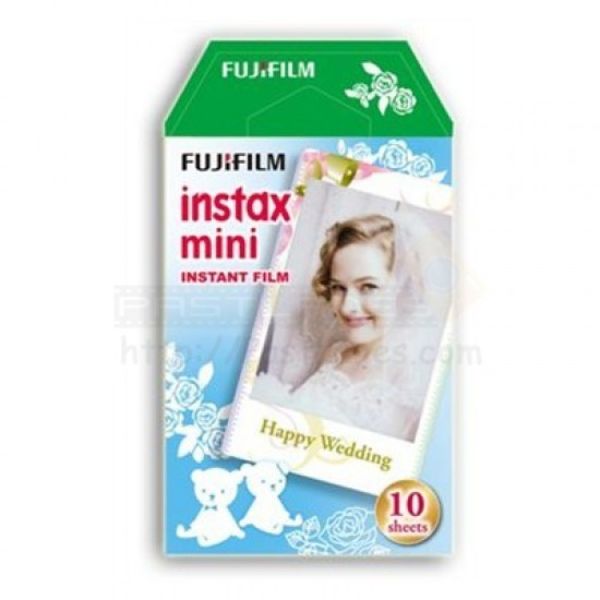 FUJIFILM
FUJIFILM
instax
mini
INSTANT FILM
Happy Wedding
10
sheets